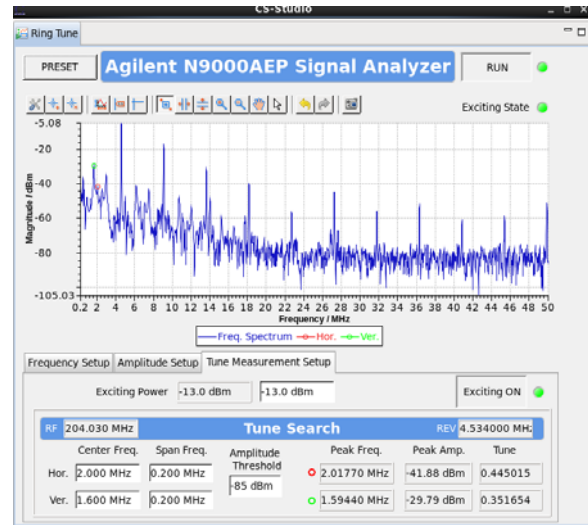 CS-Studio
Ring Tune
PRESET
Agilent N9000AEP Signal Analyzer
RUN
Exciting State
-5.08
-20
-40
-60
-80
-105.03
Magnitude / dBm
0.2 2 4 6 8 10 12 14 16 18 20 22 24 26 28 30 32 34 36 38 40 42 44 46 48 50
Frequency / MHz
Freq. Spectrum Hor. Ver.
Frequency Setup Amplitude Setup Tune Measurement Setup
Exciting Power -13.0 dBm -13.0 dBm Exciting ON
RF 204.030 MHz Tune Search REV 4.534000 MHz
Center Freq. Span Freq. Amplitude Threshold Peak Freq. Peak Amp. Tune
Hor. 2.000 MHz 0.200 MHz -85 dBm 2.01770 MHz -41.88 dBm 0.445015
Ver. 1.600 MHz 0.200 MHz 1.59440 MHz -29.79 dBm 0.351654